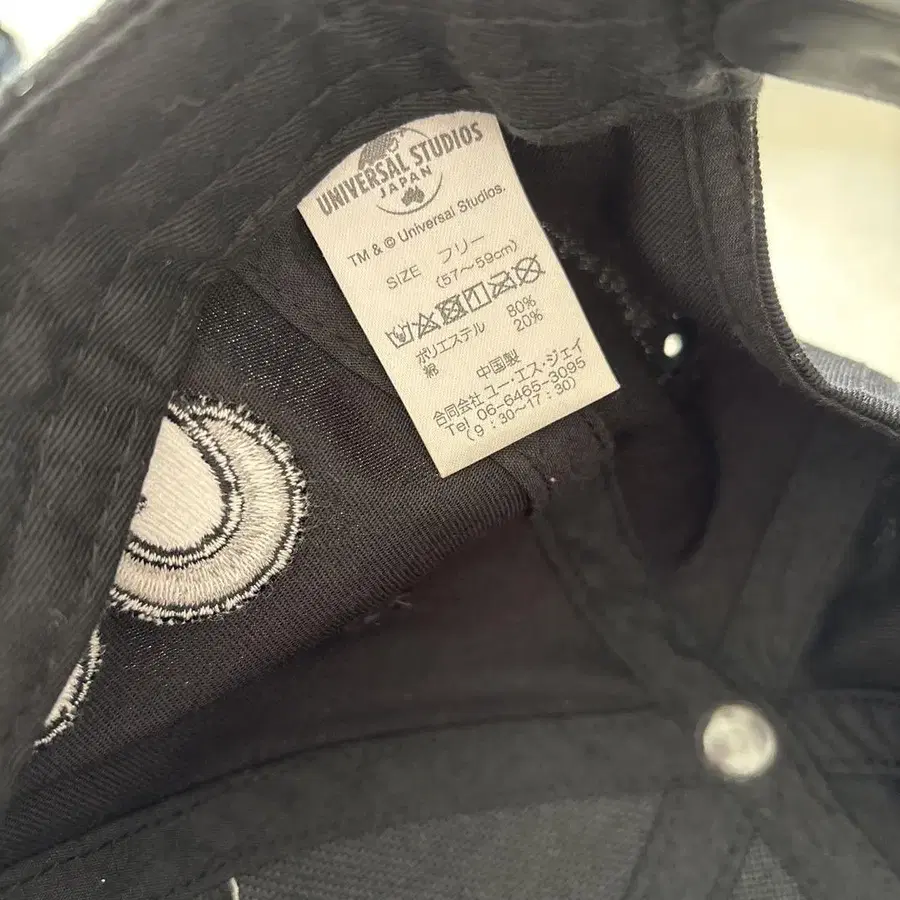 UNIVERSAL STUDIOS
JAPAN
TM & © Universal Studios.
SIZE フリー
(57～59cm)
ポリエステル 80%
綿 20%
中国製
合同会社 ユー・エス・ジェイ
Tel 06-6465-3095
(9:30～17:30)